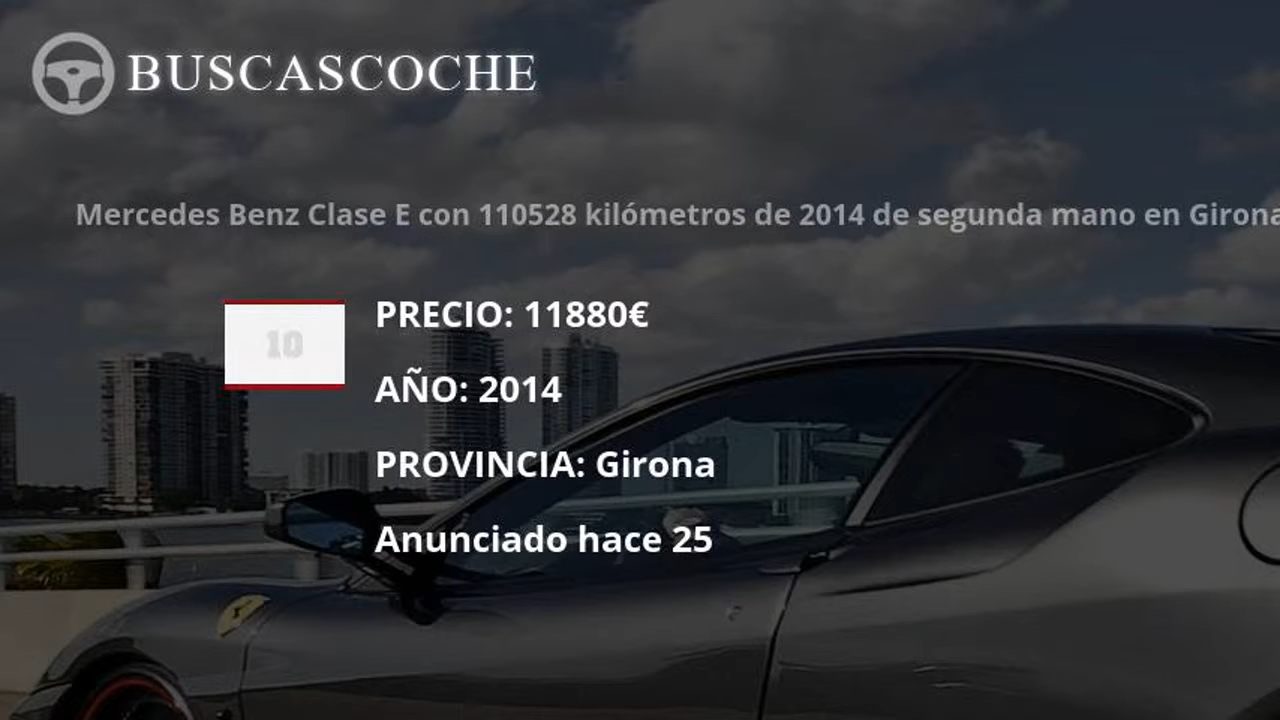 BUSCASCOCHE
Mercedes Benz Clase E con 110528 kilómetros de 2014 de segunda mano en Girona
10
PRECIO: 11880€
AÑO: 2014
PROVINCIA: Girona
Anunciado hace 25